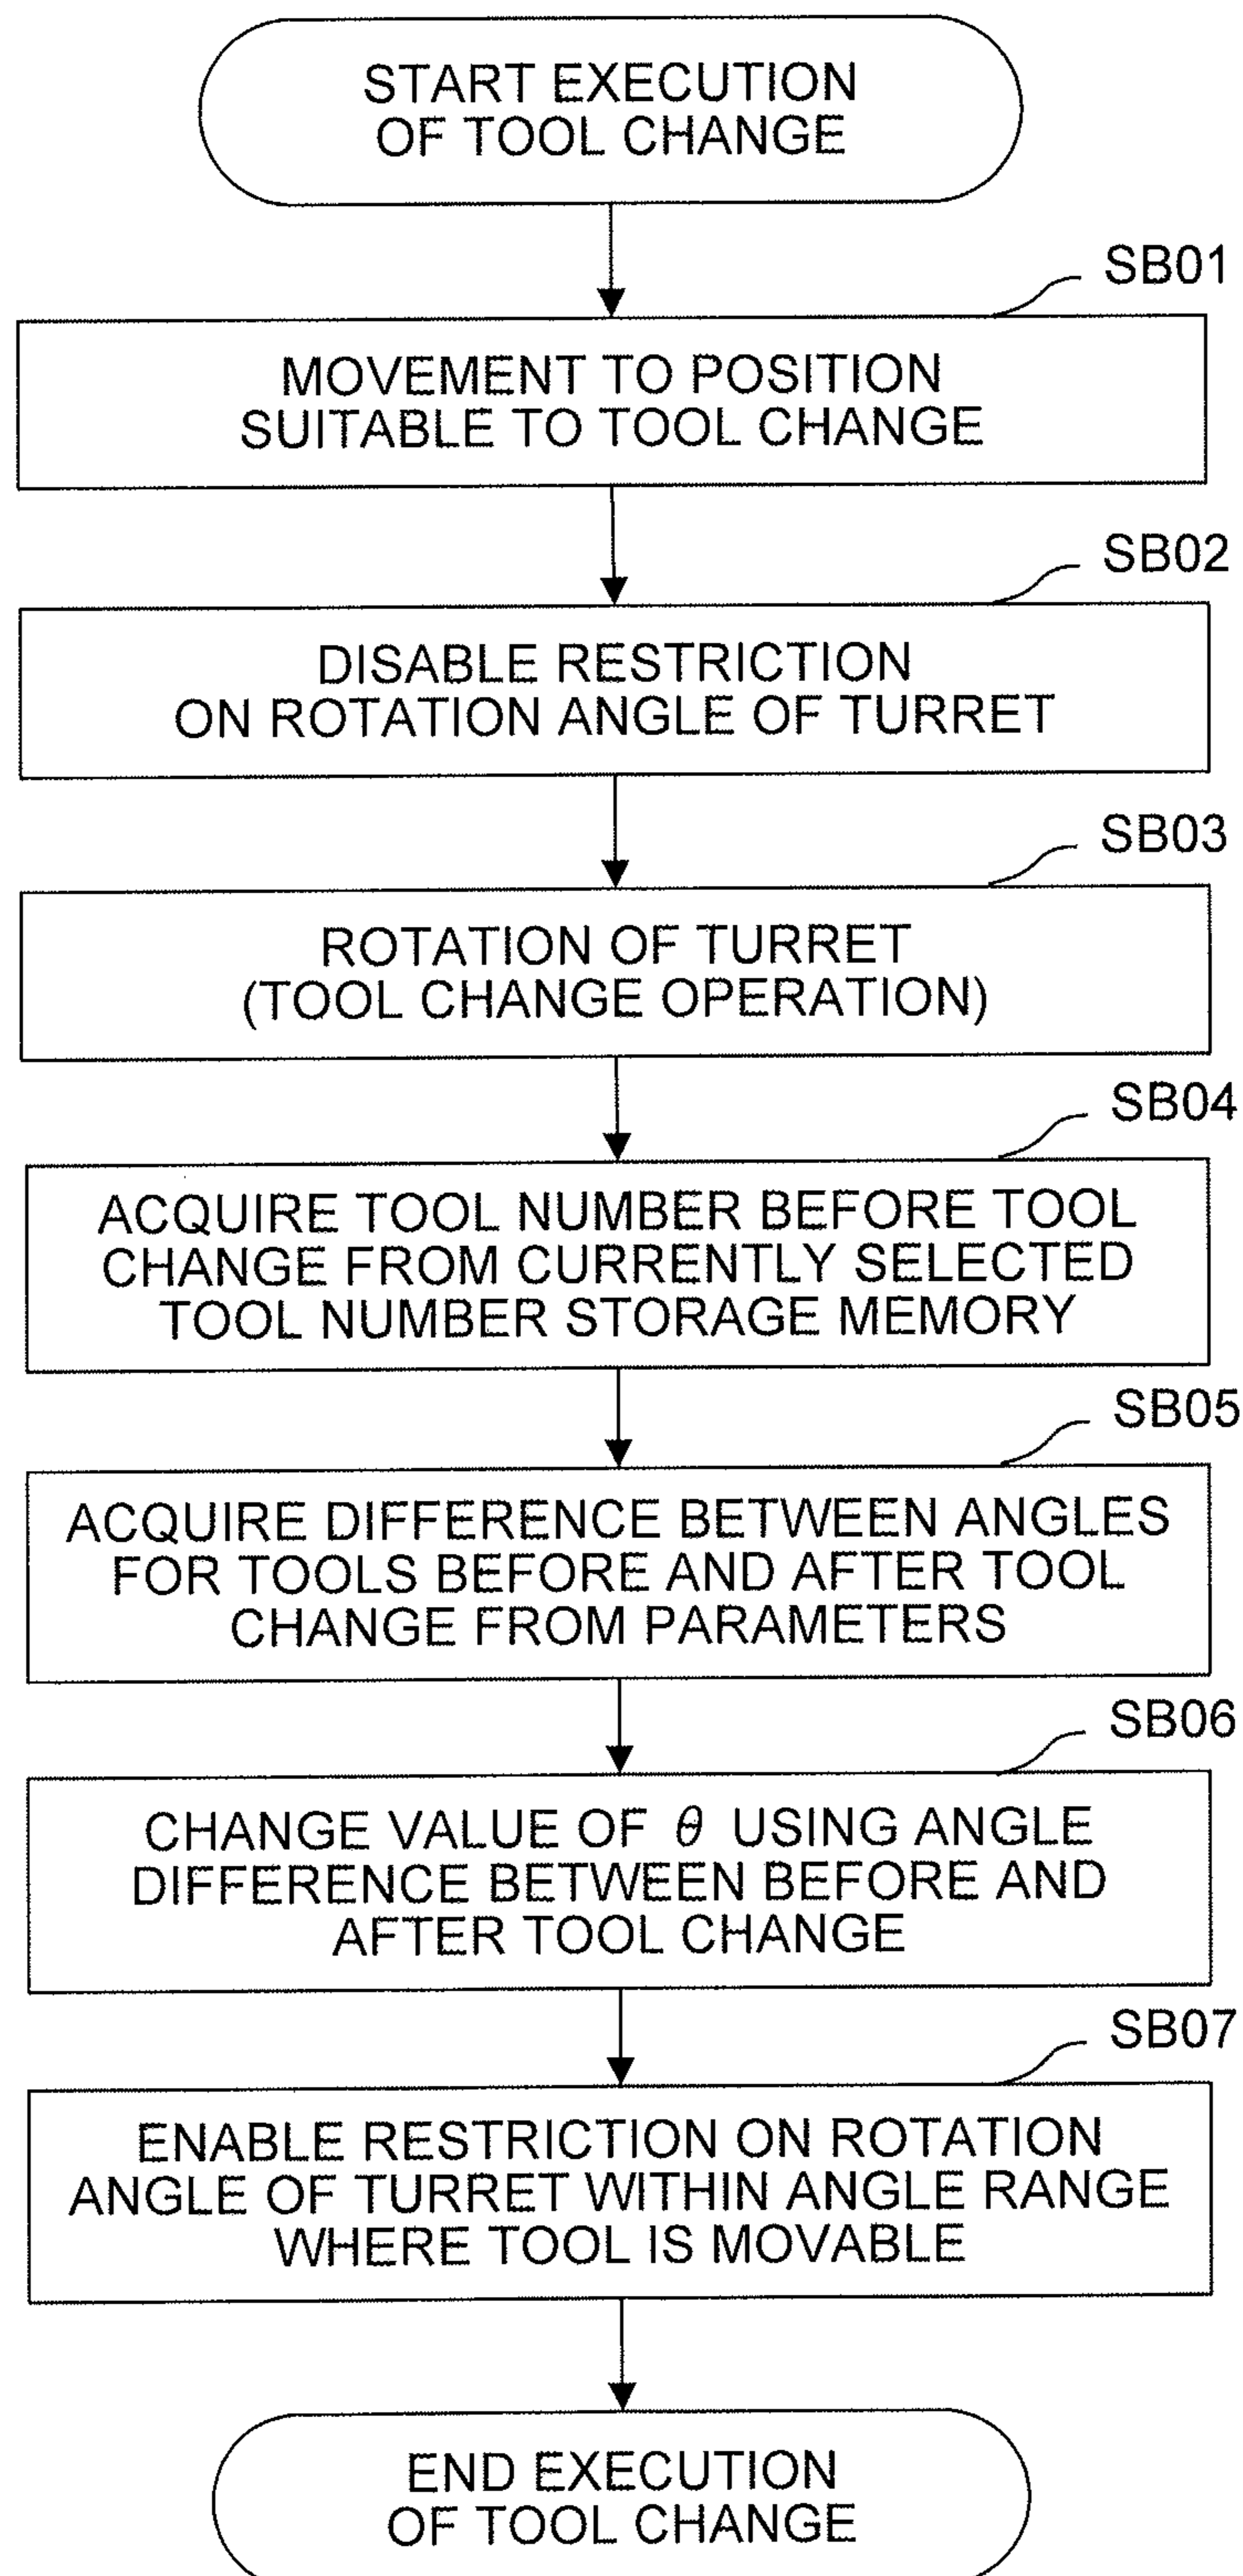 START EXECUTION
OF TOOL CHANGE
SB01
MOVEMENT TO POSITION
SUITABLE TO TOOL CHANGE
SB02
DISABLE RESTRICTION
ON ROTATION ANGLE OF TURRET
SB03
ROTATION OF TURRET
(TOOL CHANGE OPERATION)
SB04
ACQUIRE TOOL NUMBER BEFORE TOOL
CHANGE FROM CURRENTLY SELECTED
TOOL NUMBER STORAGE MEMORY
SB05
ACQUIRE DIFFERENCE BETWEEN ANGLES
FOR TOOLS BEFORE AND AFTER TOOL
CHANGE FROM PARAMETERS
SB06
CHANGE VALUE OF θ USING ANGLE
DIFFERENCE BETWEEN BEFORE AND
AFTER TOOL CHANGE
SB07
ENABLE RESTRICTION ON ROTATION
ANGLE OF TURRET WITHIN ANGLE RANGE
WHERE TOOL IS MOVABLE
END EXECUTION
OF TOOL CHANGE